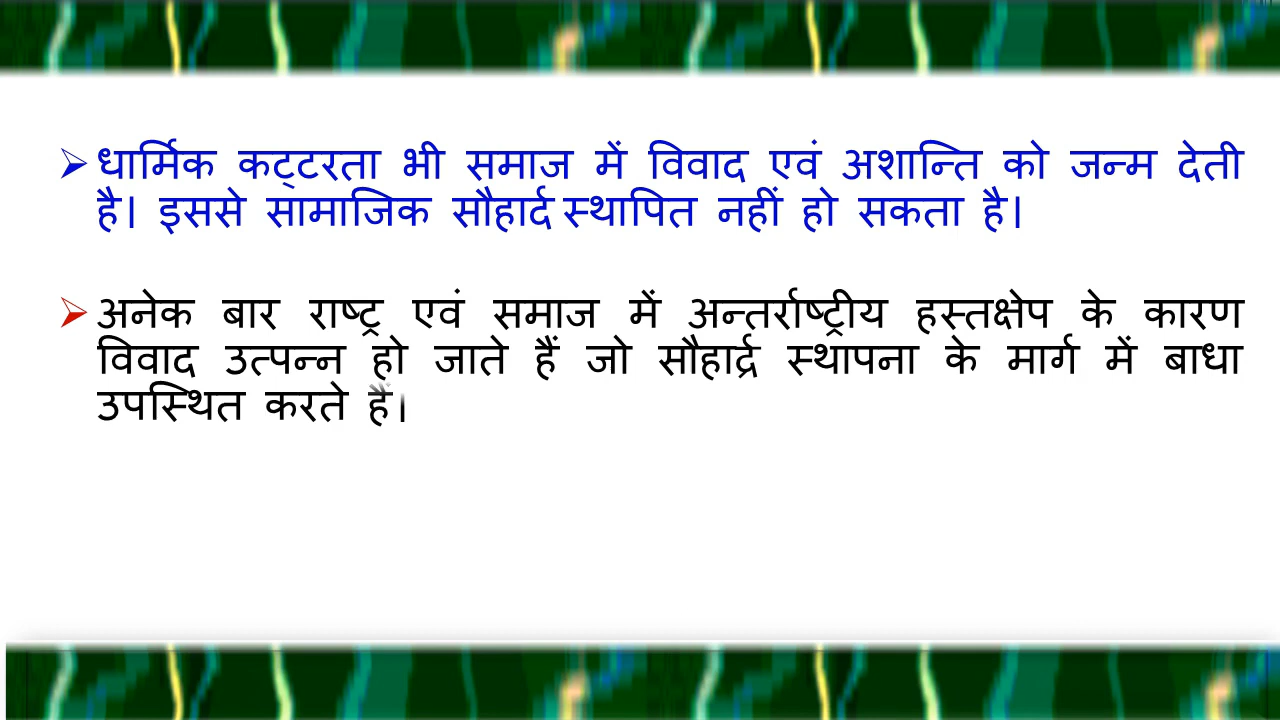 ➢ धार्मिक कट्टरता भी समाज में विवाद एवं अशान्ति को जन्म देती
है। इससे सामाजिक सौहार्द स्थापित नहीं हो सकता है।
➢ अनेक बार राष्ट्र एवं समाज में अन्तर्राष्ट्रीय हस्तक्षेप के कारण
विवाद उत्पन्न हो जाते हैं जो सौहार्द्र स्थापना के मार्ग में बाधा
उपस्थित करते हैं।